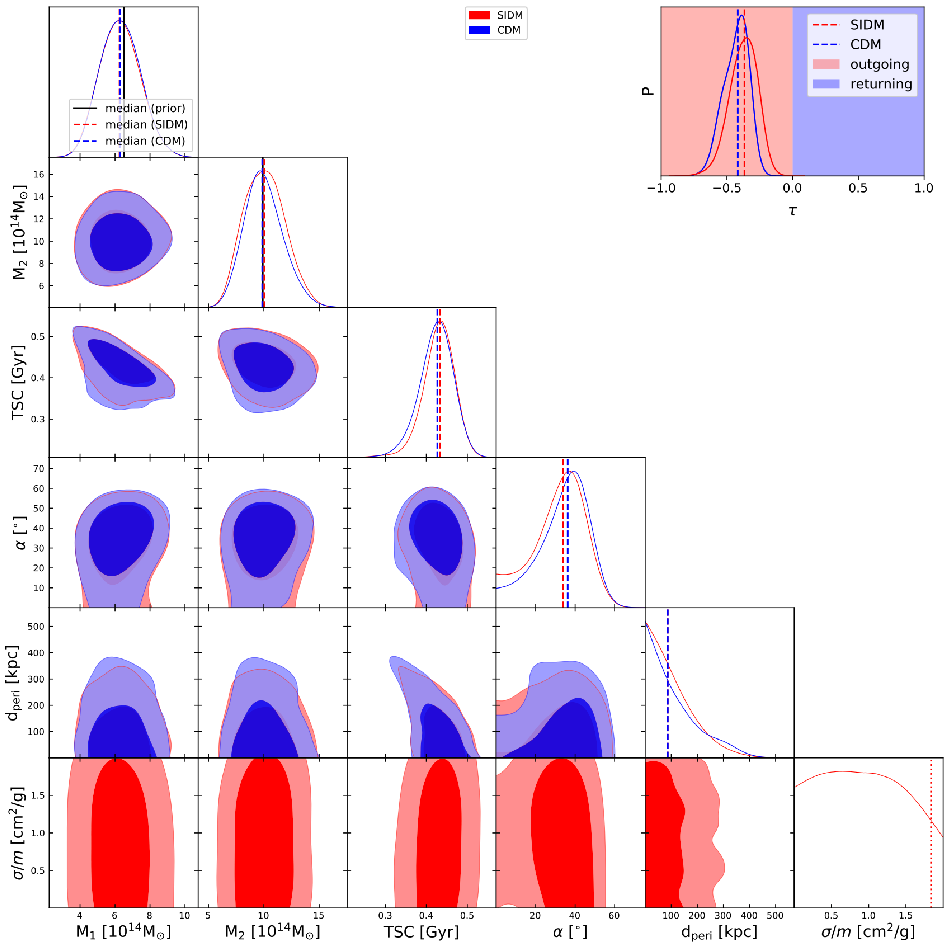 SIDM
CDM
median (prior)
median (SIDM)
median (CDM)
P
SIDM
CDM
outgoing
returning
−1.0 −0.5 0.0 0.5 1.0
τ
M₂ [10¹⁴M⊙]
16
14
12
10
8
6
TSC [Gyr]
0.5
0.4
0.3
α [°]
70
60
50
40
30
20
10
d_peri [kpc]
500
400
300
200
100
σ/m [cm²/g]
1.5
1.0
0.5
4 6 8 10
5 10 15
0.3 0.4 0.5
20 40 60
100 200 300 400 500
0.5 1.0 1.5
M₁ [10¹⁴M⊙]
M₂ [10¹⁴M⊙]
TSC [Gyr]
α [°]
d_peri [kpc]
σ/m [cm²/g]